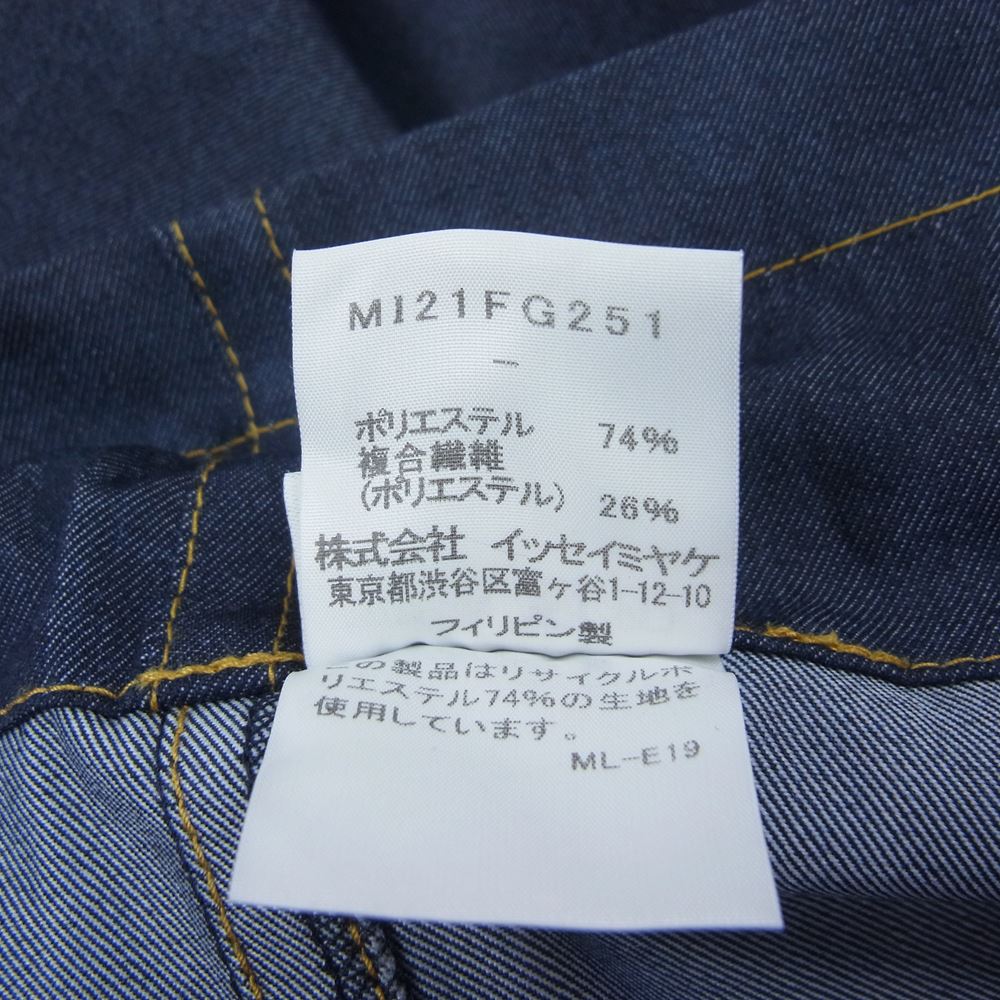 MI21FG251
—
ポリエステル 74%
複合繊維
(ポリエステル) 26%
株式会社 イッセイミヤケ
東京都渋谷区富ヶ谷1-12-10
フィリピン製
この製品はリサイクルポ
リエステル74%の生地を
使用しています。
ML-E19